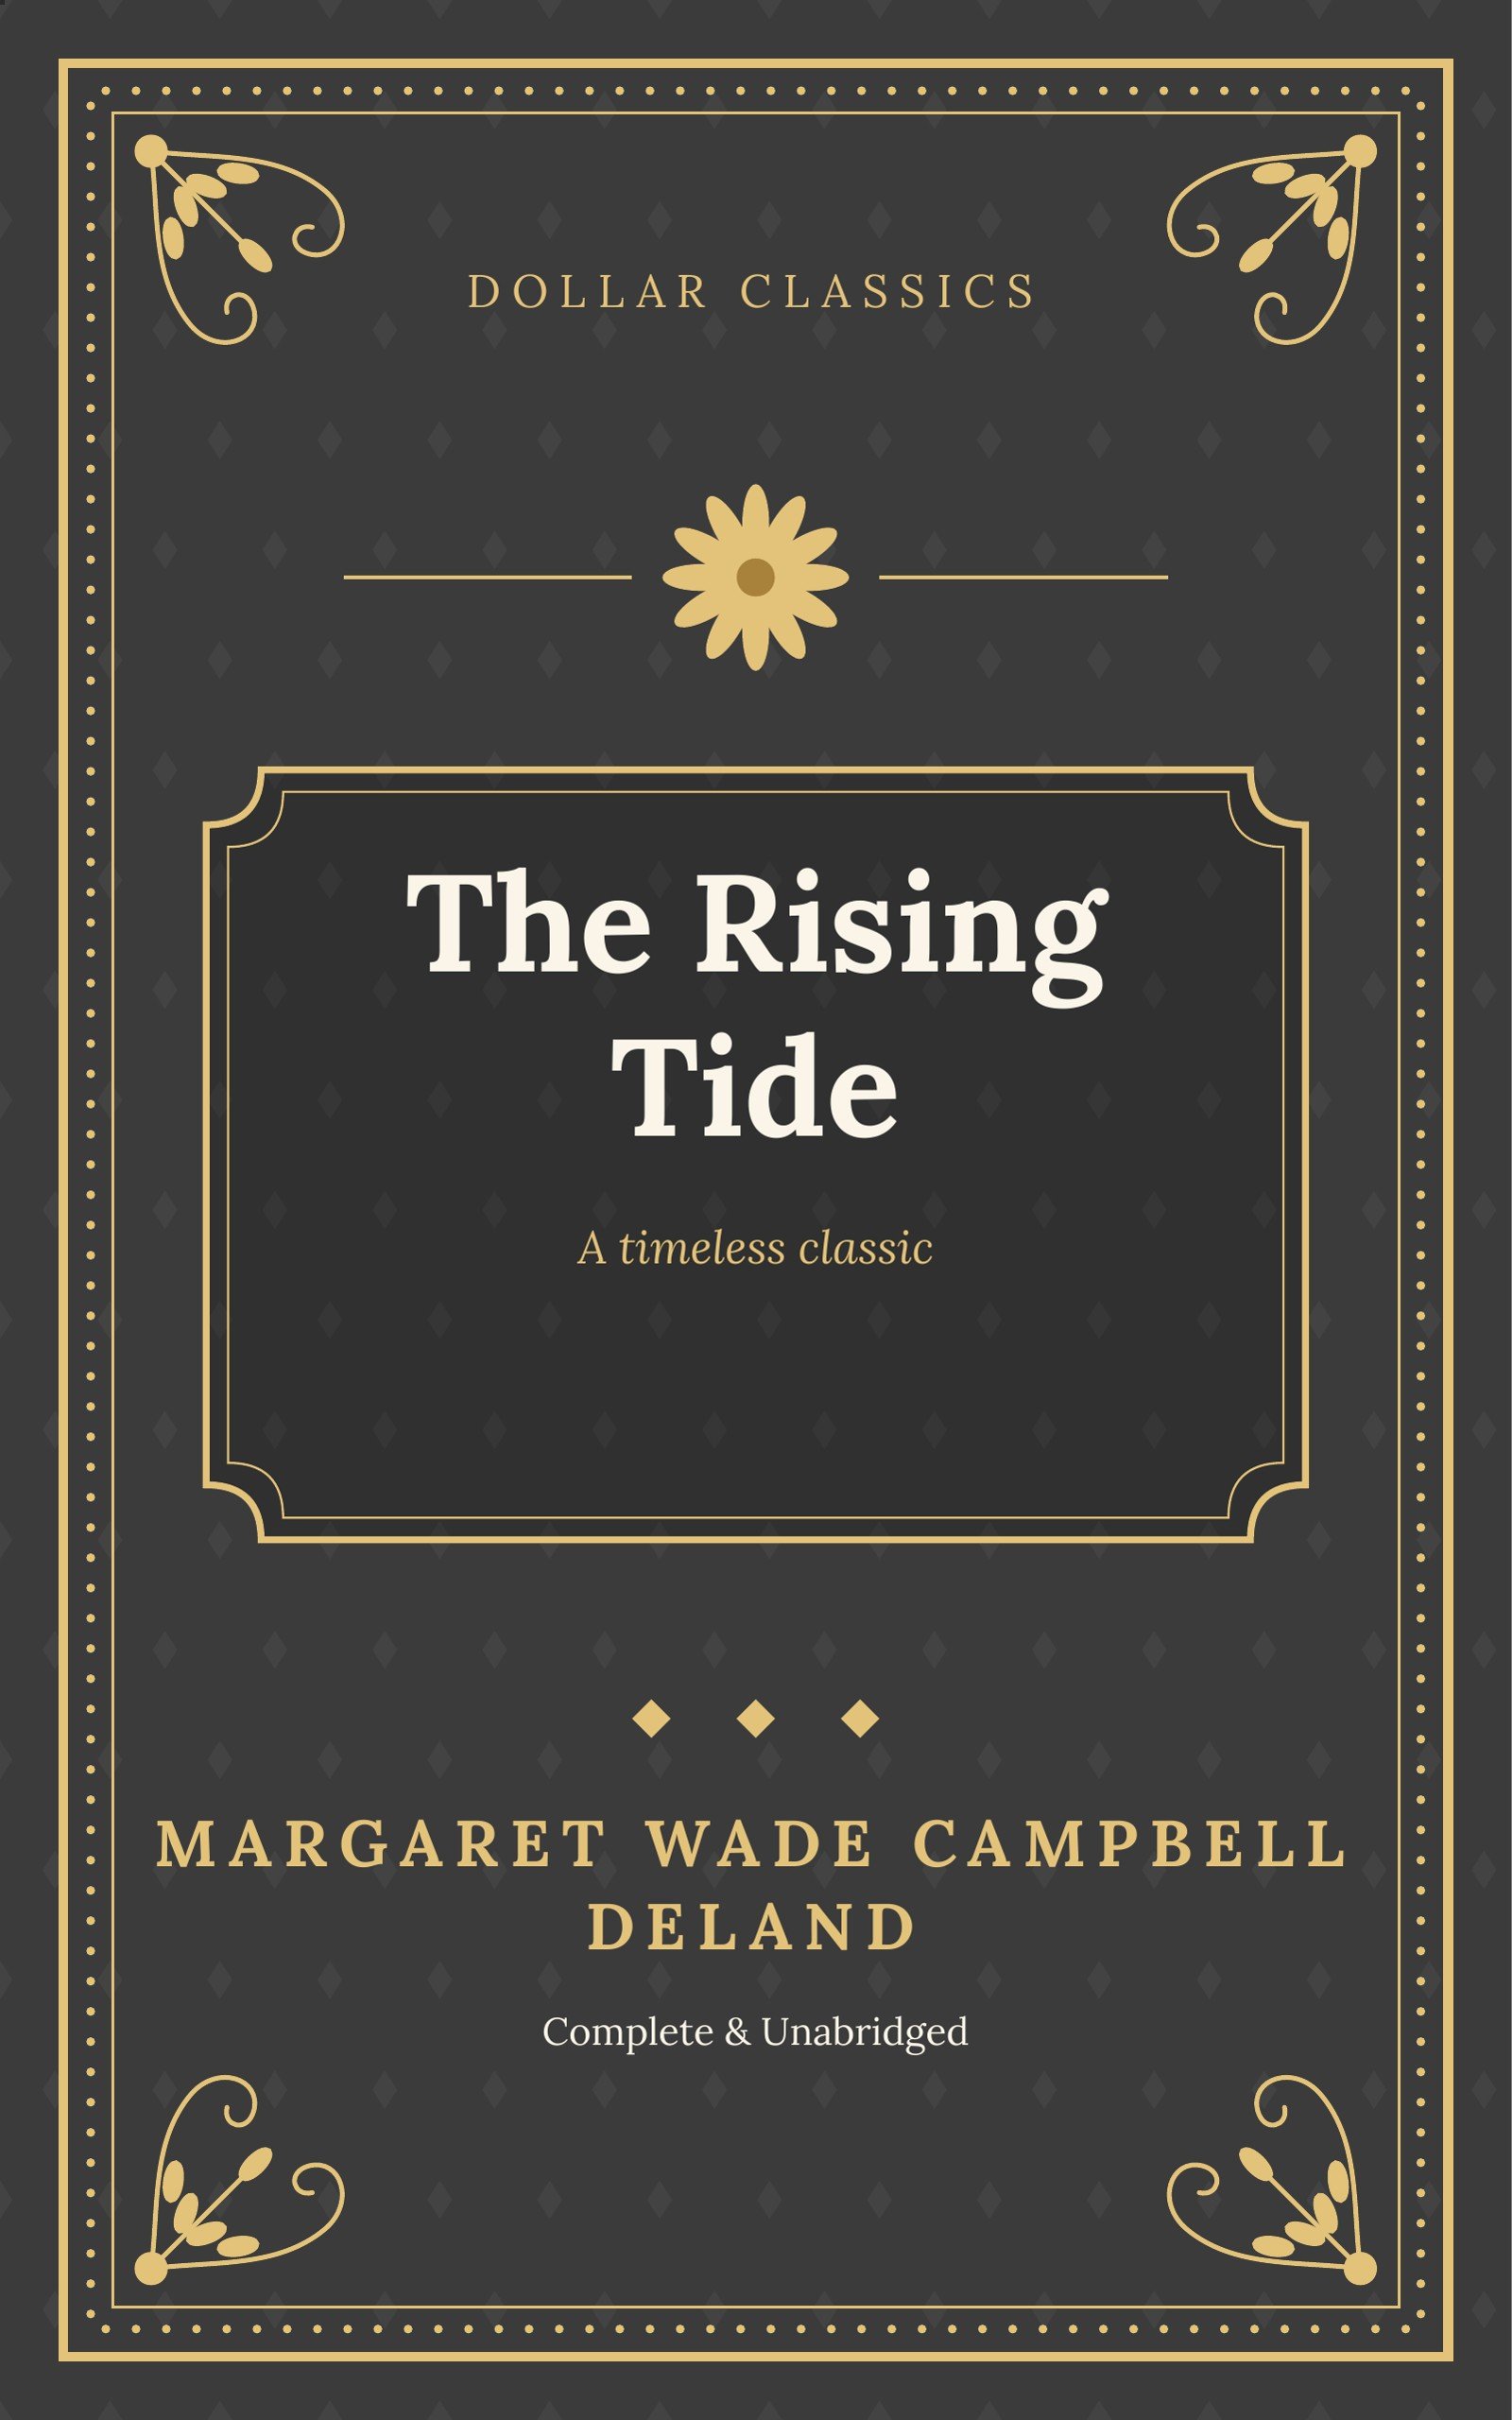 DOLLAR CLASSICS
The Rising
Tide
A timeless classic
MARGARET WADE CAMPBELL
DELAND
Complete & Unabridged